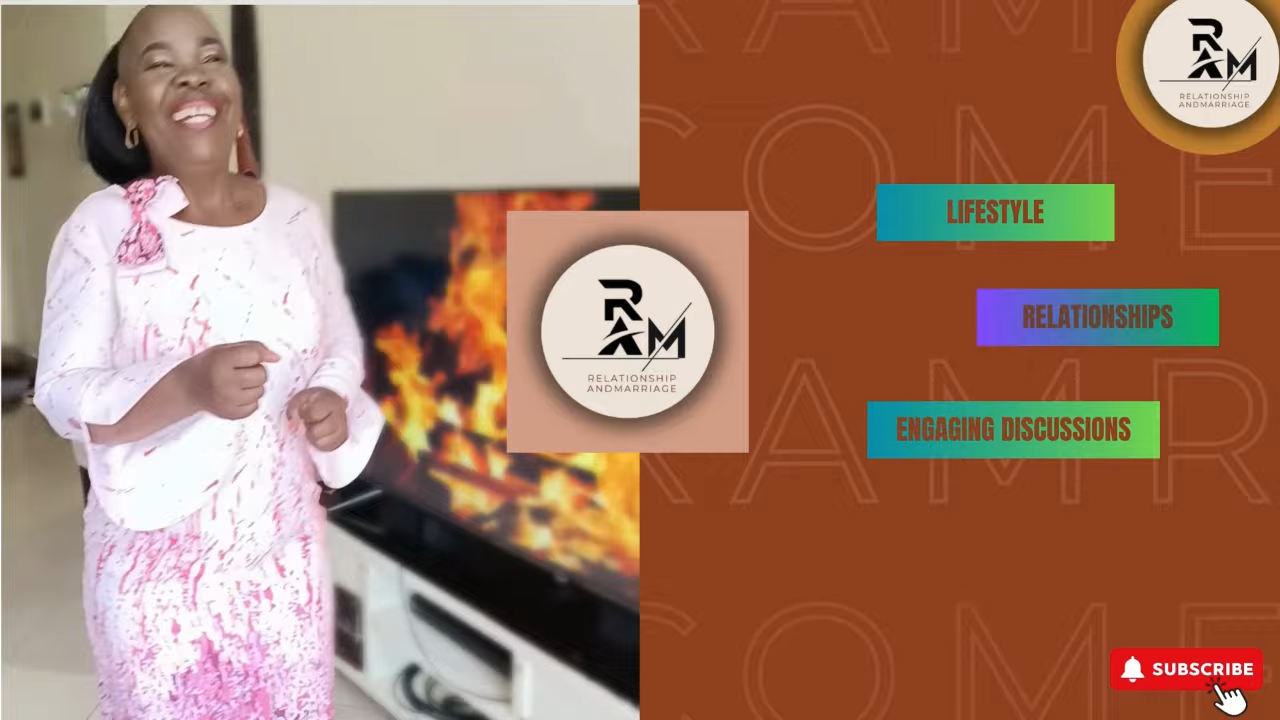 RAM
RELATIONSHIP
ANDMARRIAGE
RAM
RELATIONSHIP
ANDMARRIAGE
LIFESTYLE
RELATIONSHIPS
ENGAGING DISCUSSIONS
SUBSCRIBE